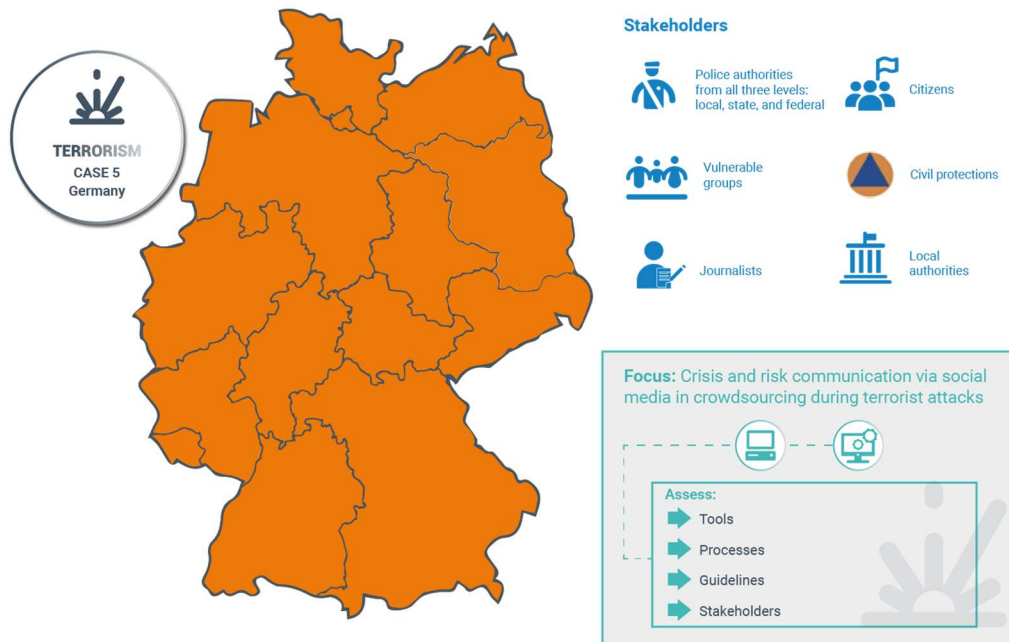 TERRORISM
CASE 5
Germany
Stakeholders
Police authorities
from all three levels:
local, state, and federal
Citizens
Vulnerable
groups
Civil protections
Journalists
Local
authorities
Focus: Crisis and risk communication via social
media in crowdsourcing during terrorist attacks
Assess:
Tools
Processes
Guidelines
Stakeholders